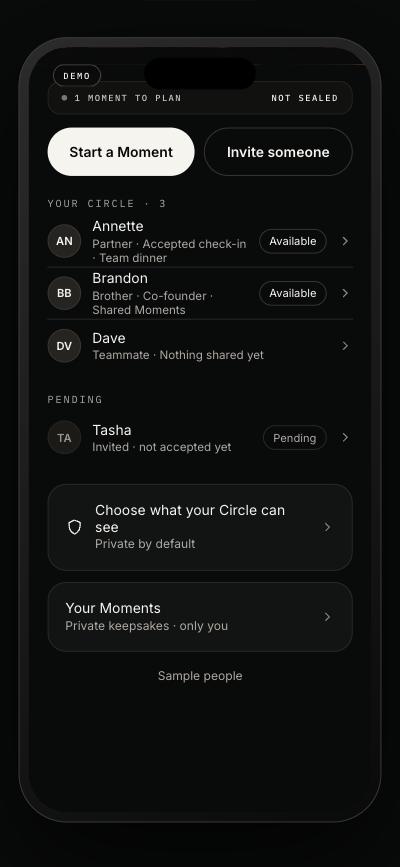 DEMO
1 MOMENT TO PLAN
NOT SEALED
Start a Moment
Invite someone
YOUR CIRCLE · 3
AN
Annette
Partner · Accepted check-in
· Team dinner
Available
BB
Brandon
Brother · Co-founder ·
Shared Moments
Available
DV
Dave
Teammate · Nothing shared yet
PENDING
TA
Tasha
Invited · not accepted yet
Pending
Choose what your Circle can
see
Private by default
Your Moments
Private keepsakes · only you
Sample people